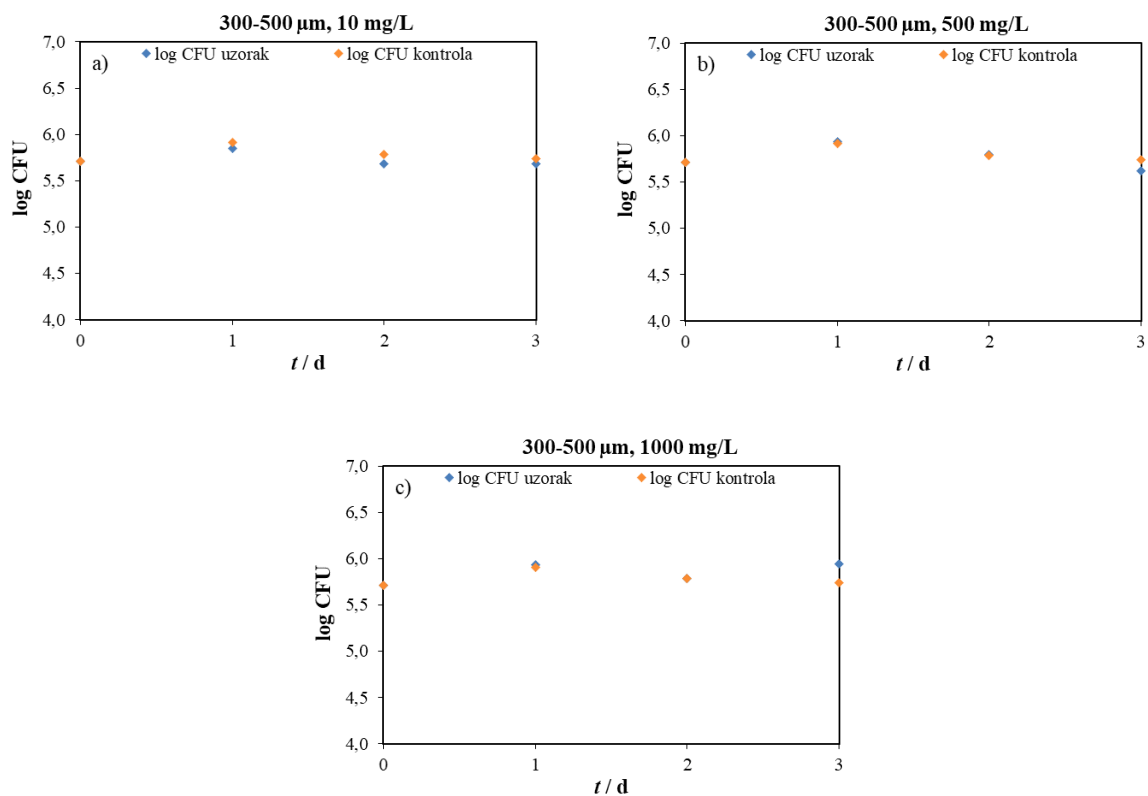 300-500 µm, 10 mg/L
a)
log CFU uzorak
log CFU kontrola
7,0
6,5
6,0
5,5
5,0
4,5
4,0
log CFU
0 1 2 3
t / d
300-500 µm, 500 mg/L
b)
log CFU uzorak
log CFU kontrola
7,0
6,5
6,0
5,5
5,0
4,5
4,0
log CFU
0 1 2 3
t / d
300-500 µm, 1000 mg/L
c)
log CFU uzorak
log CFU kontrola
7,0
6,5
6,0
5,5
5,0
4,5
4,0
log CFU
0 1 2 3
t / d